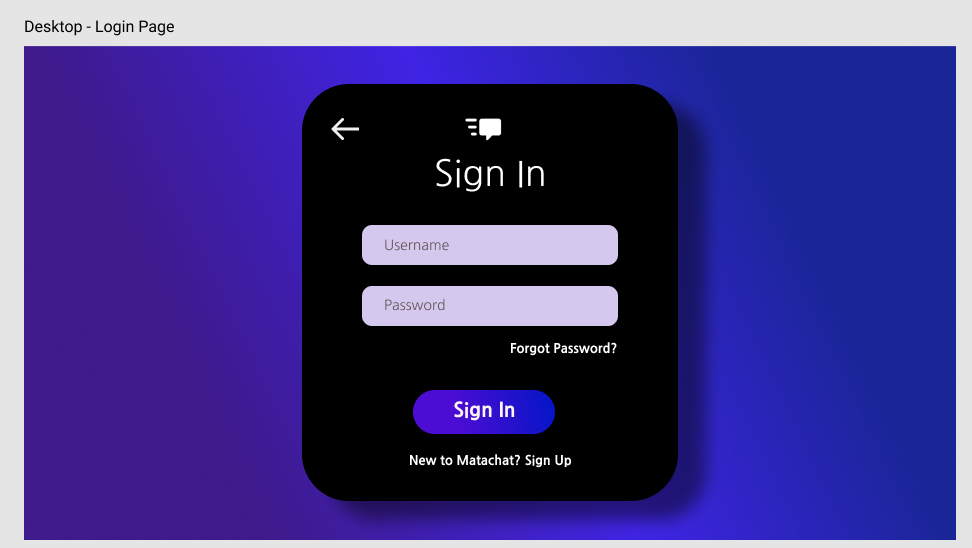 Desktop - Login Page
Sign In
Username
Password
Forgot Password?
Sign In
New to Matachat? Sign Up